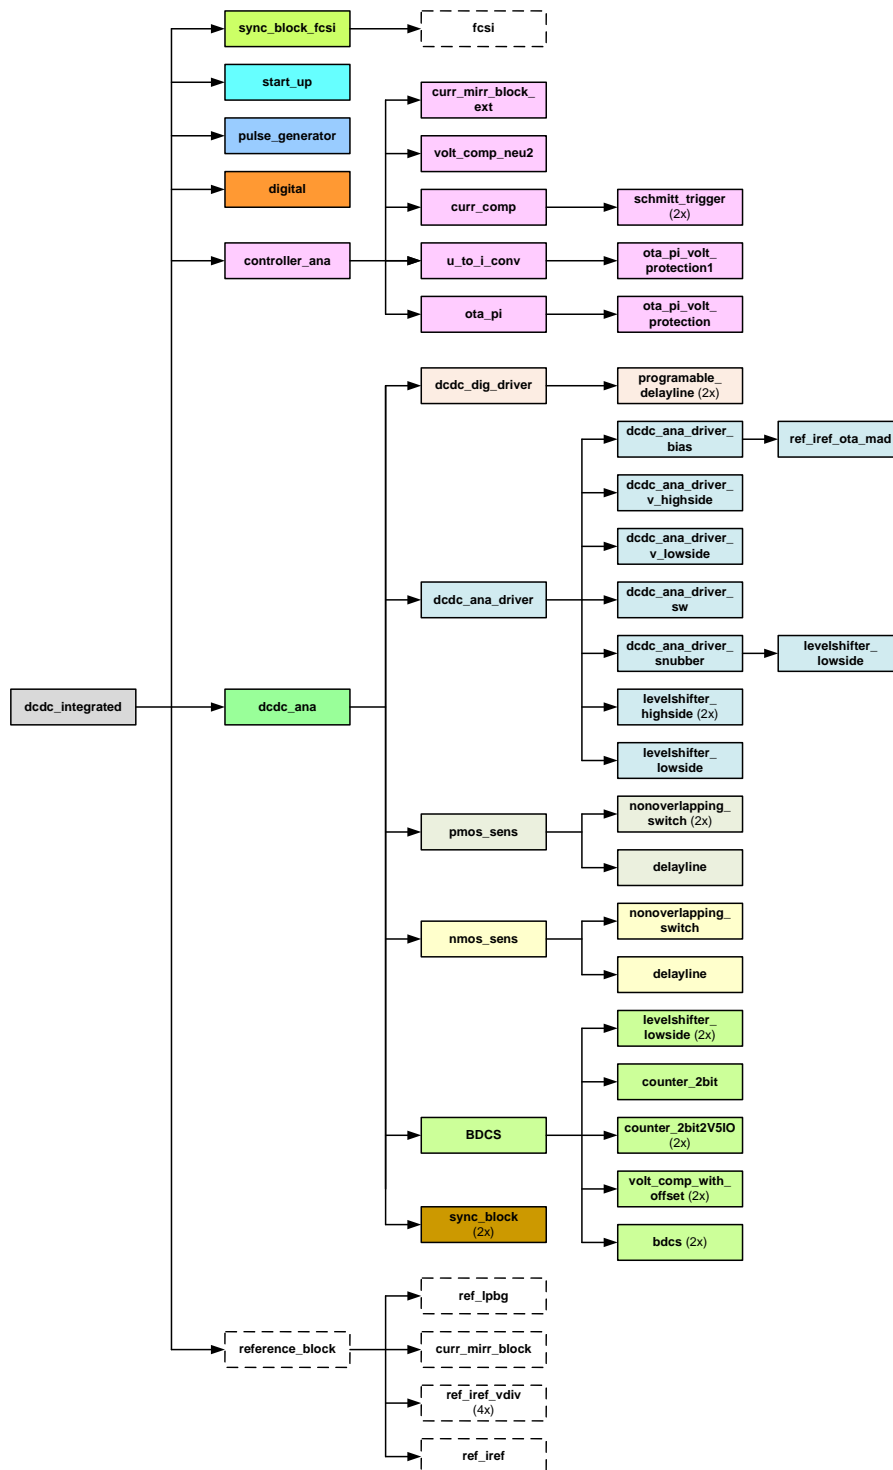 sync_block_fcsi
fcsi
start_up
curr_mirr_block_
ext
pulse_generator
volt_comp_neu2
digital
curr_comp
schmitt_trigger
(2x)
controller_ana
u_to_i_conv
ota_pi_volt_
protection1
ota_pi
ota_pi_volt_
protection
dcdc_dig_driver
programable_
delayline (2x)
dcdc_ana_driver_
bias
ref_iref_ota_mad
dcdc_ana_driver_
v_highside
dcdc_ana_driver_
v_lowside
dcdc_ana_driver
dcdc_ana_driver_
sw
dcdc_ana_driver_
snubber
levelshifter_
lowside
dcdc_integrated
dcdc_ana
levelshifter_
highside (2x)
levelshifter_
lowside
pmos_sens
nonoverlapping_
switch (2x)
delayline
nmos_sens
nonoverlapping_
switch
delayline
levelshifter_
lowside (2x)
counter_2bit
BDCS
counter_2bit2V5IO
(2x)
volt_comp_with_
offset (2x)
sync_block
(2x)
bdcs (2x)
ref_lpbg
reference_block
curr_mirr_block
ref_iref_vdiv
(4x)
ref_iref